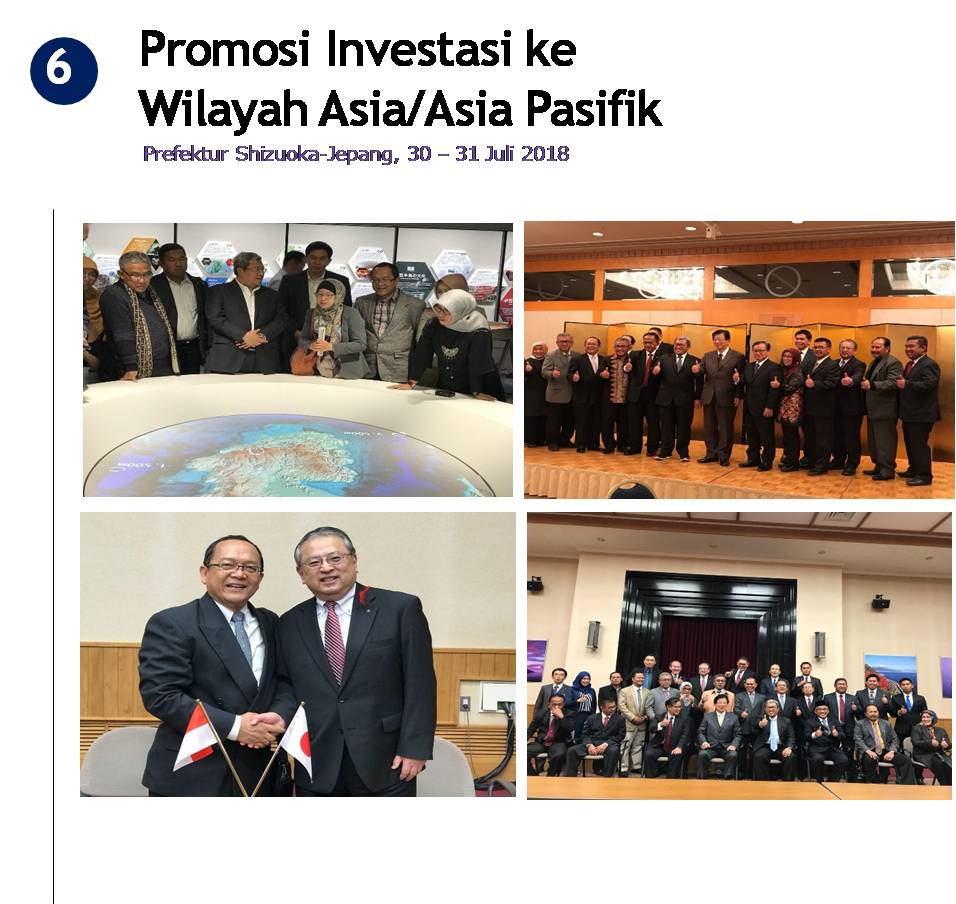 6
Promosi Investasi ke
Wilayah Asia/Asia Pasifik
Prefektur Shizuoka-Jepang, 30 – 31 Juli 2018